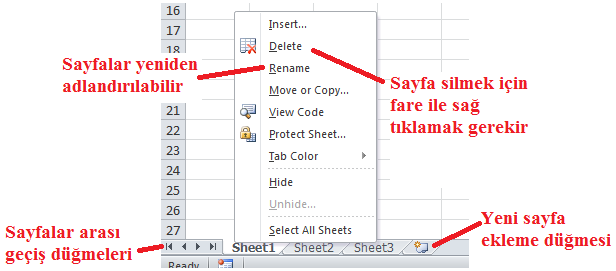 16
17
18
21
22
23
24
25
26
27
Insert...
Delete
Rename
Move or Copy...
View Code
Protect Sheet...
Tab Color
Hide
Unhide...
Select All Sheets
Sayfalar yeniden
adlandırılabilir
Sayfa silmek için
fare ile sağ
tıklamak gerekir
Sayfalar arası
geçiş düğmeleri
Yeni sayfa
ekleme düğmesi
Sheet1 Sheet2 Sheet3
Ready